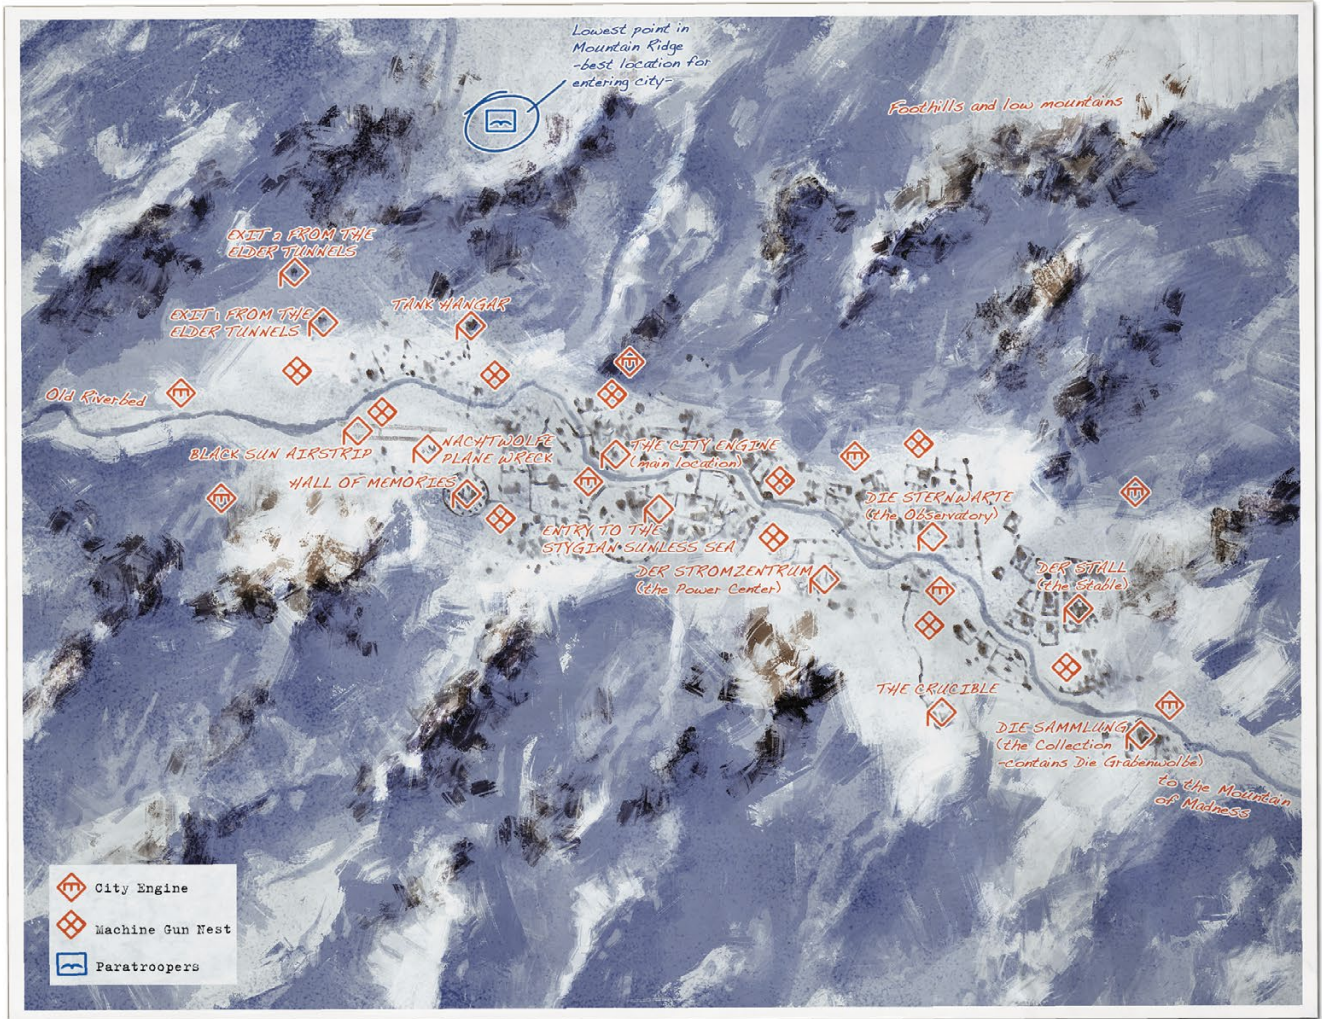 Lowest point in
Mountain Ridge
-best location for
entering city-
Foothills and low mountains
EXIT 2 FROM THE
ELDER TUNNELS
EXIT 1 FROM THE
ELDER TUNNELS
TANK HANGAR
Old Riverbed
BLACK SUN AIRSTRIP
NACHTWOLFE
PLANE WRECK
THE CITY ENGINE
(main location)
HALL OF MEMORIES
DIE STERNWARTE
(the Observatory)
ENTRY TO THE
STYGIAN SUNLESS SEA
DER STROMZENTRUM
(the Power Center)
DER STALL
(the Stable)
THE CRUCIBLE
DIE SAMMLUNG
(the Collection
-contains Die Grabenwolbe)
to the Mountain
of Madness
City Engine
Machine Gun Nest
Paratroopers